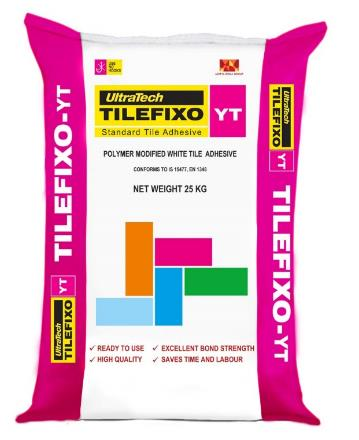 UltraTech
TILEFIXO
YT
Standard Tile Adhesive
POLYMER MODIFIED WHITE TILE ADHESIVE
CONFORMS TO IS 15477, EN 1348
NET WEIGHT 25 KG
READY TO USE
EXCELLENT BOND STRENGTH
HIGH QUALITY
SAVES TIME AND LABOUR
TILEFIXO-YT
UltraTech
TILEFIXO
YT
UltraTech
TILEFIXO
YT
TILEFIXO-YT